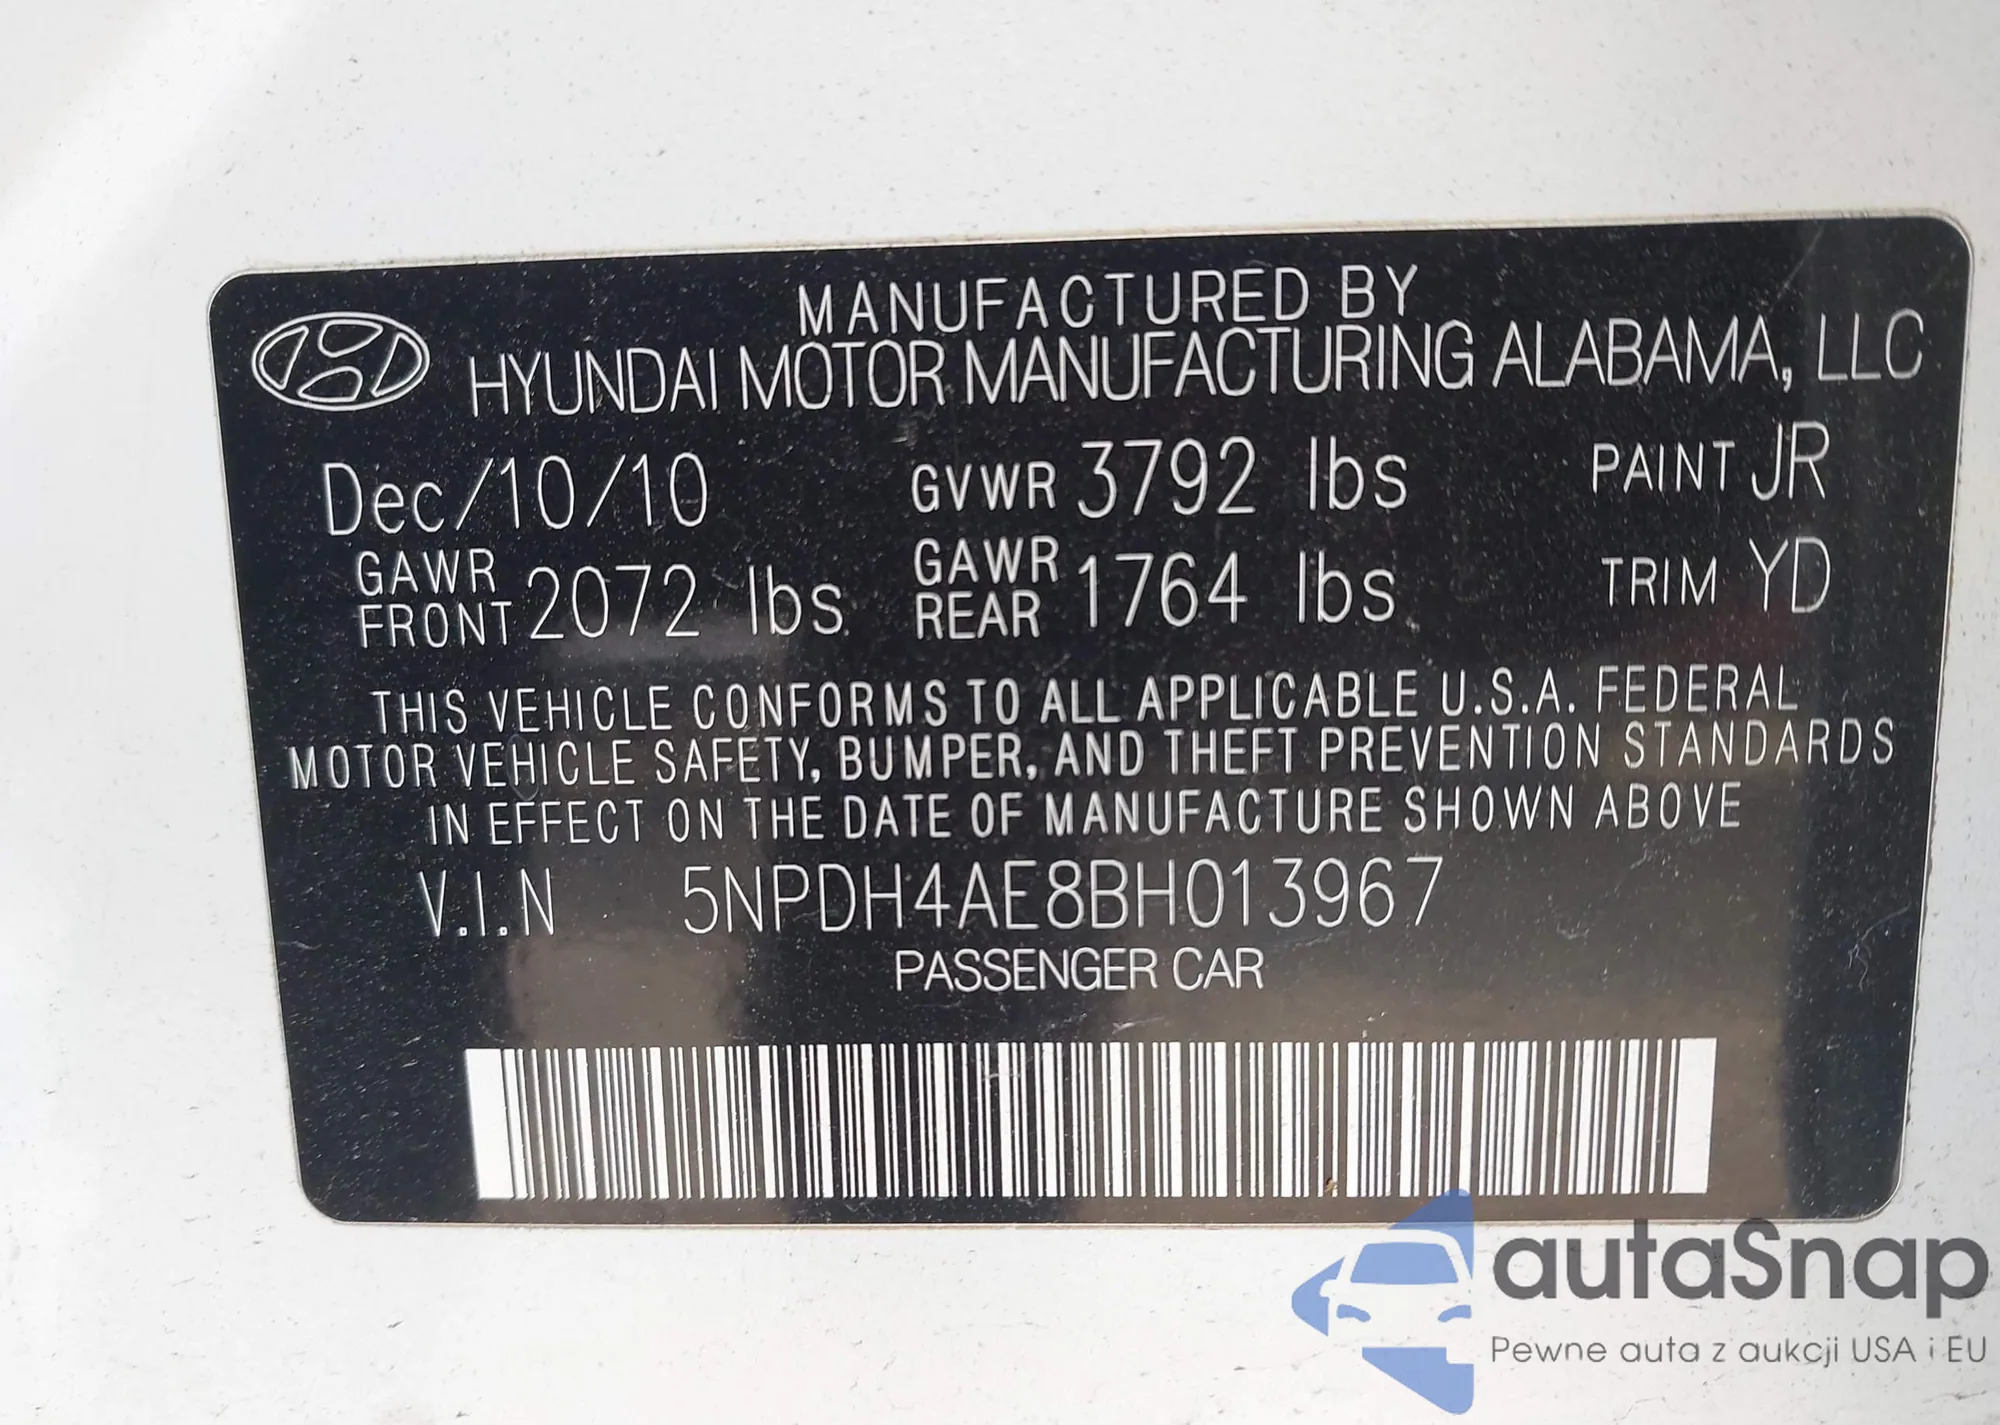 MANUFACTURED BY
HYUNDAI MOTOR MANUFACTURING ALABAMA, LLC
Dec/10/10 GVWR 3792 lbs PAINT JR
GAWR FRONT 2072 lbs GAWR REAR 1764 lbs TRIM YD
THIS VEHICLE CONFORMS TO ALL APPLICABLE U.S.A. FEDERAL
MOTOR VEHICLE SAFETY, BUMPER, AND THEFT PREVENTION STANDARDS
IN EFFECT ON THE DATE OF MANUFACTURE SHOWN ABOVE
V.I.N 5NPDH4AE8BH013967
PASSENGER CAR
autaSnap
Pewne auta z aukcji USA i EU